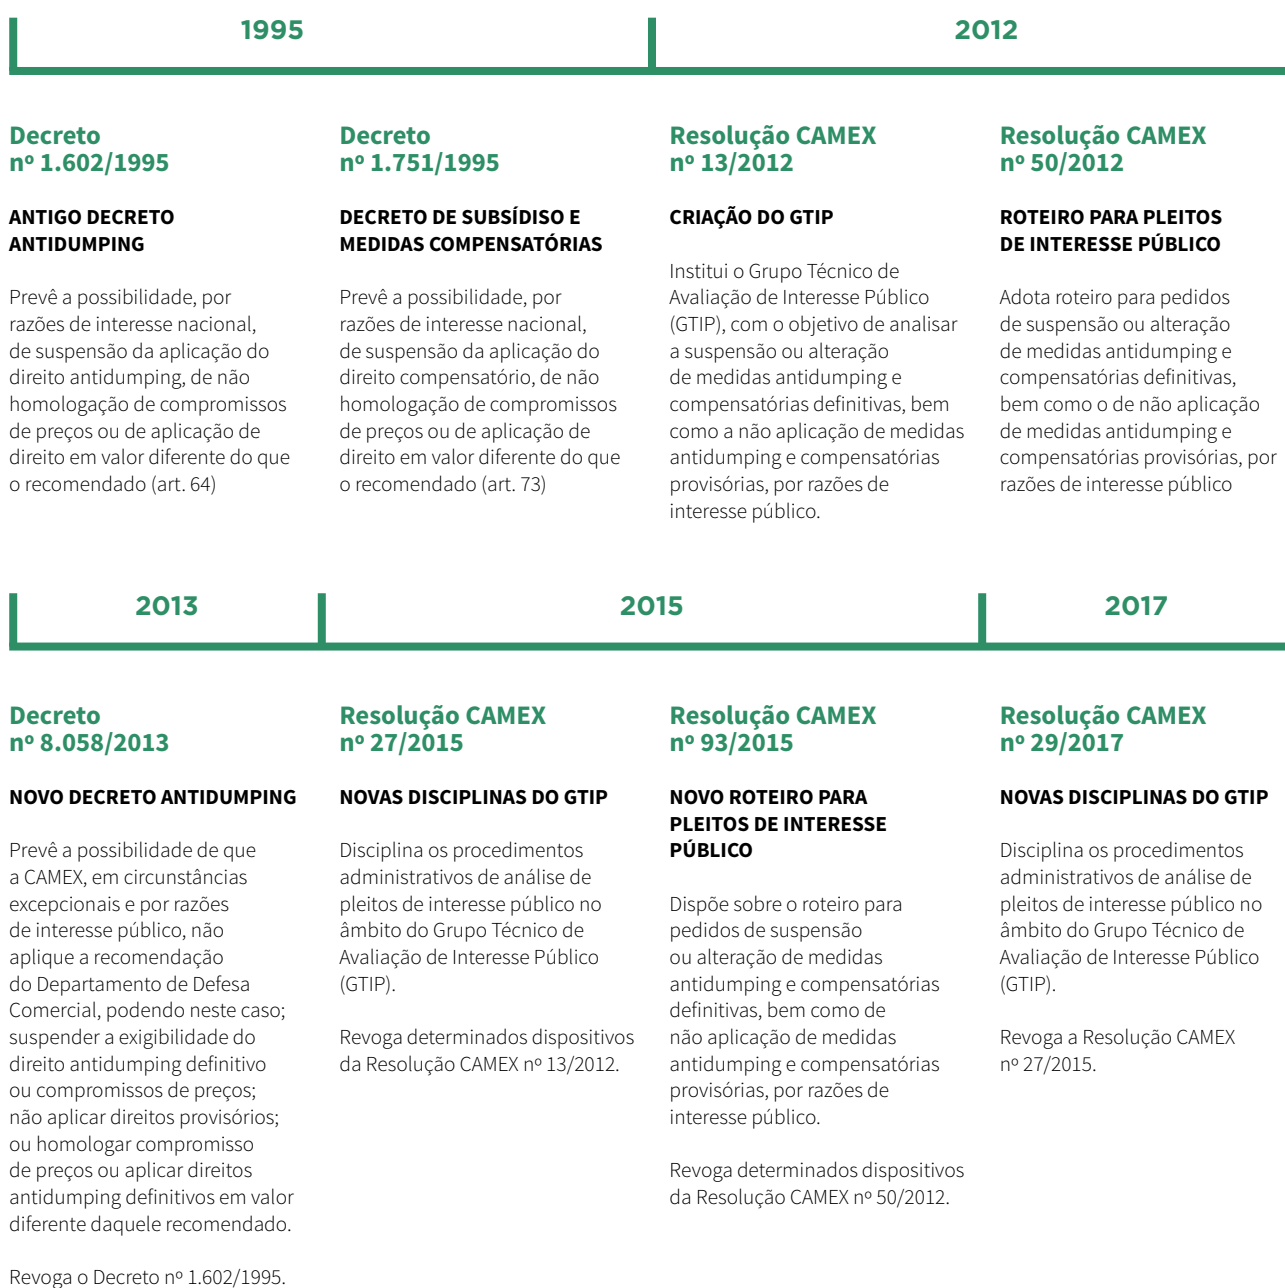 1995
2012
Decreto
nº 1.602/1995
ANTIGO DECRETO
ANTIDUMPING
Prevê a possibilidade, por
razões de interesse nacional,
de suspensão da aplicação do
direito antidumping, de não
homologação de compromissos
de preços ou de aplicação de
direito em valor diferente do que
o recomendado (art. 64)
Decreto
nº 1.751/1995
DECRETO DE SUBSÍDISO E
MEDIDAS COMPENSATÓRIAS
Prevê a possibilidade, por
razões de interesse nacional,
de suspensão da aplicação do
direito compensatório, de não
homologação de compromissos
de preços ou de aplicação de
direito em valor diferente do que
o recomendado (art. 73)
Resolução CAMEX
nº 13/2012
CRIAÇÃO DO GTIP
Institui o Grupo Técnico de
Avaliação de Interesse Público
(GTIP), com o objetivo de analisar
a suspensão ou alteração
de medidas antidumping e
compensatórias definitivas, bem
como a não aplicação de medidas
antidumping e compensatórias
provisórias, por razões de
interesse público.
Resolução CAMEX
nº 50/2012
ROTEIRO PARA PLEITOS
DE INTERESSE PÚBLICO
Adota roteiro para pedidos
de suspensão ou alteração
de medidas antidumping e
compensatórias definitivas,
bem como o de não aplicação
de medidas antidumping e
compensatórias provisórias, por
razões de interesse público
2013
2015
2017
Decreto
nº 8.058/2013
NOVO DECRETO ANTIDUMPING
Prevê a possibilidade de que
a CAMEX, em circunstâncias
excepcionais e por razões
de interesse público, não
aplique a recomendação
do Departamento de Defesa
Comercial, podendo neste caso;
suspender a exigibilidade do
direito antidumping definitivo
ou compromissos de preços;
não aplicar direitos provisórios;
ou homologar compromisso
de preços ou aplicar direitos
antidumping definitivos em valor
diferente daquele recomendado.
Revoga o Decreto nº 1.602/1995.
Resolução CAMEX
nº 27/2015
NOVAS DISCIPLINAS DO GTIP
Disciplina os procedimentos
administrativos de análise de
pleitos de interesse público no
âmbito do Grupo Técnico de
Avaliação de Interesse Público
(GTIP).
Revoga determinados dispositivos
da Resolução CAMEX nº 13/2012.
Resolução CAMEX
nº 93/2015
NOVO ROTEIRO PARA
PLEITOS DE INTERESSE
PÚBLICO
Dispõe sobre o roteiro para
pedidos de suspensão
ou alteração de medidas
antidumping e compensatórias
definitivas, bem como de
não aplicação de medidas
antidumping e compensatórias
provisórias, por razões de
interesse público.
Revoga determinados dispositivos
da Resolução CAMEX nº 50/2012.
Resolução CAMEX
nº 29/2017
NOVAS DISCIPLINAS DO GTIP
Disciplina os procedimentos
administrativos de análise de
pleitos de interesse público no
âmbito do Grupo Técnico de
Avaliação de Interesse Público
(GTIP).
Revoga a Resolução CAMEX
nº 27/2015.